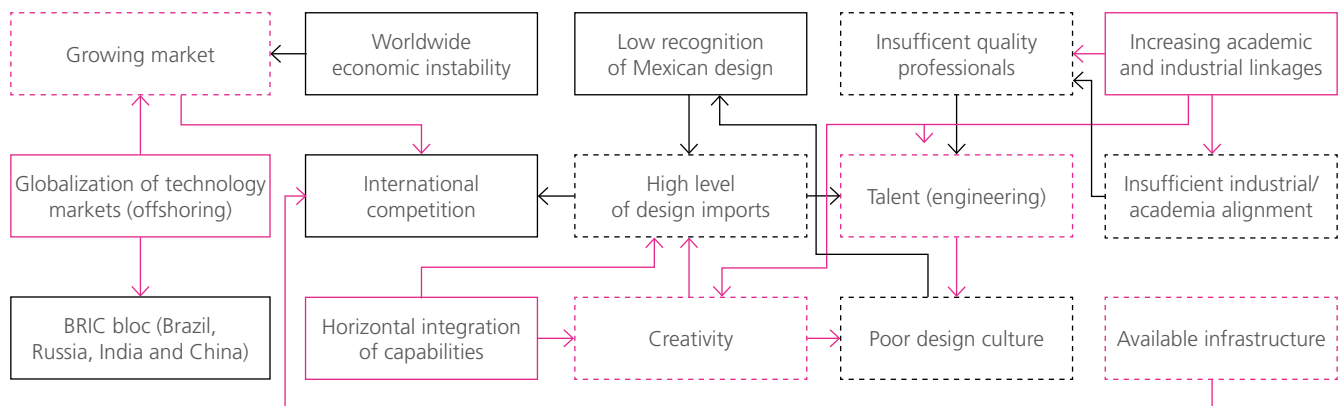 Growing market
Worldwide
economic instability
Low recognition
of Mexican design
Insufficent quality
professionals
Increasing academic
and industrial linkages
Globalization of technology
markets (offshoring)
International
competition
High level
of design imports
Talent (engineering)
Insufficient industrial/
academia alignment
BRIC bloc (Brazil,
Russia, India and China)
Horizontal integration
of capabilities
Creativity
Poor design culture
Available infrastructure